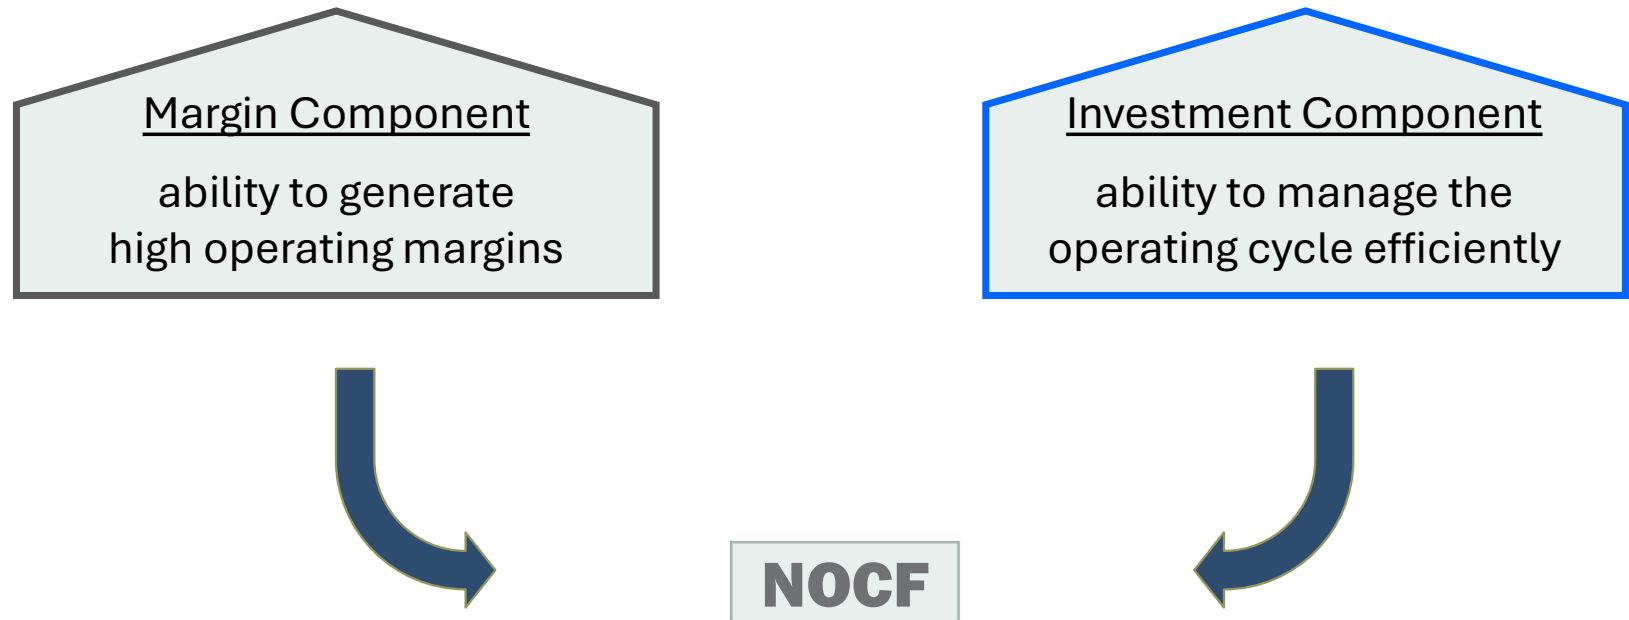 Margin Component
ability to generate
high operating margins
Investment Component
ability to manage the
operating cycle efficiently
NOCF